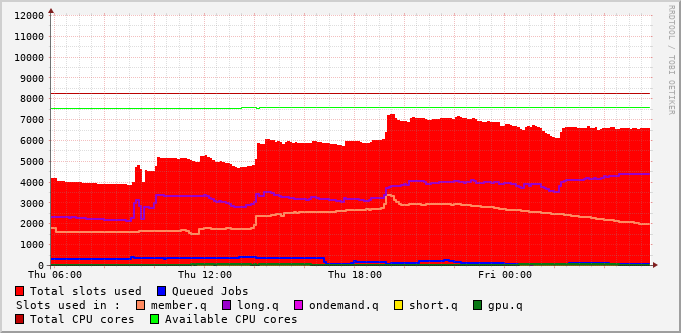 12000
11000
10000
9000
8000
7000
6000
5000
4000
3000
2000
1000
0
Thu 06:00 Thu 12:00 Thu 18:00 Fri 00:00
Total slots used Queued Jobs
Slots used in : member.q long.q ondemand.q short.q gpu.q
Total CPU cores Available CPU cores
RRDTOOL / TOBI OETIKER